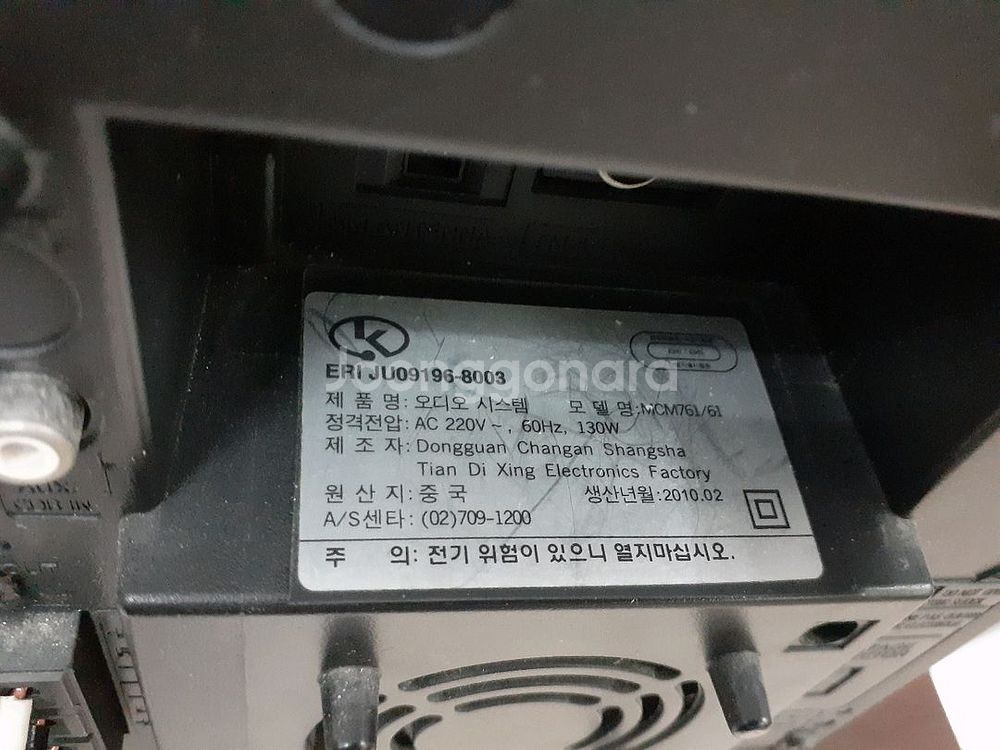 K
ERI JU09196-8003
Joonggonara
제 품 명: 오디오 시스템 모 델 명:MCM761/61
정격전압: AC 220V~, 60Hz, 130W
제 조 자: Dongguan Changan Shangsha
Tian Di Xing Electronics Factory
원 산 지: 중 국 생산년월:2010.02
A/S센타: (02)709-1200
주 의: 전기 위험이 있으니 열지마십시오.